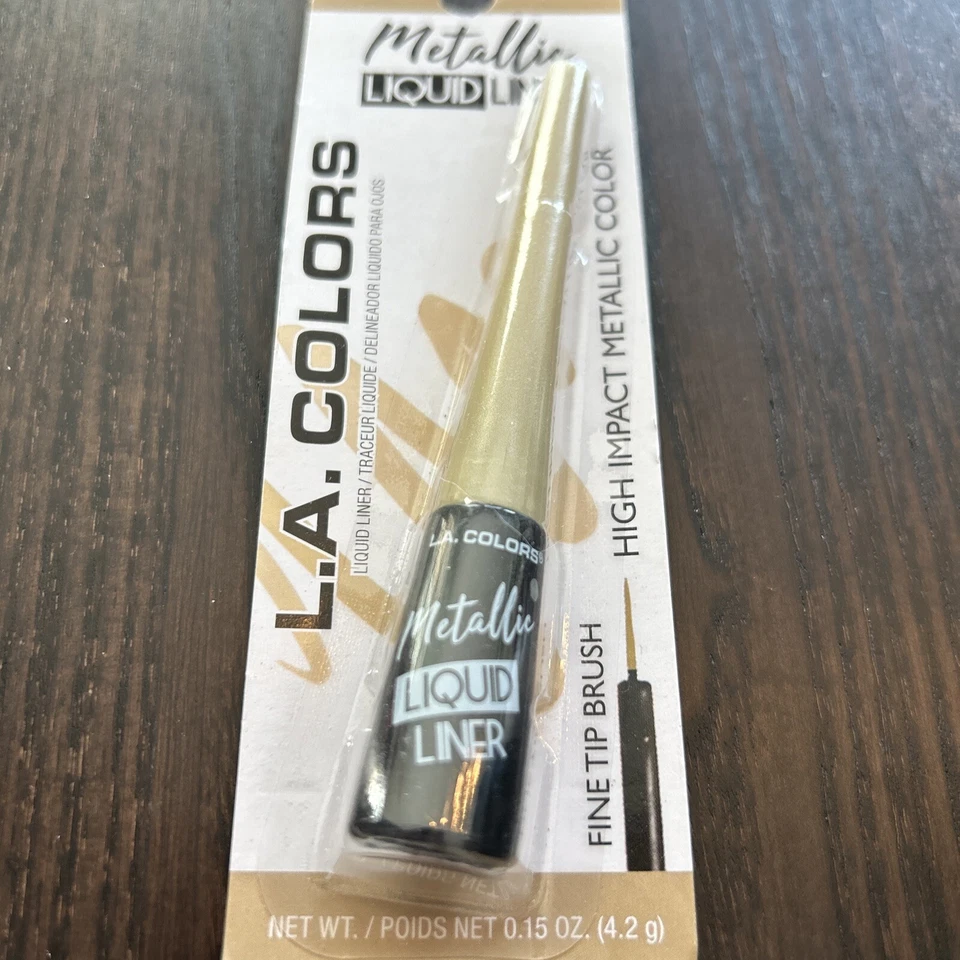 Metallic
LIQUID
L.A. COLORS
LIQUID LINER / TRACEUR LIQUIDE / DELINEADOR LIQUIDO PARA OJOS
HIGH IMPACT METALLIC COLOR
FINE TIP BRUSH
L.A. COLORS®
Metallic
LIQUID
LINER
NET WT. / POIDS NET 0.15 OZ. (4.2 g)